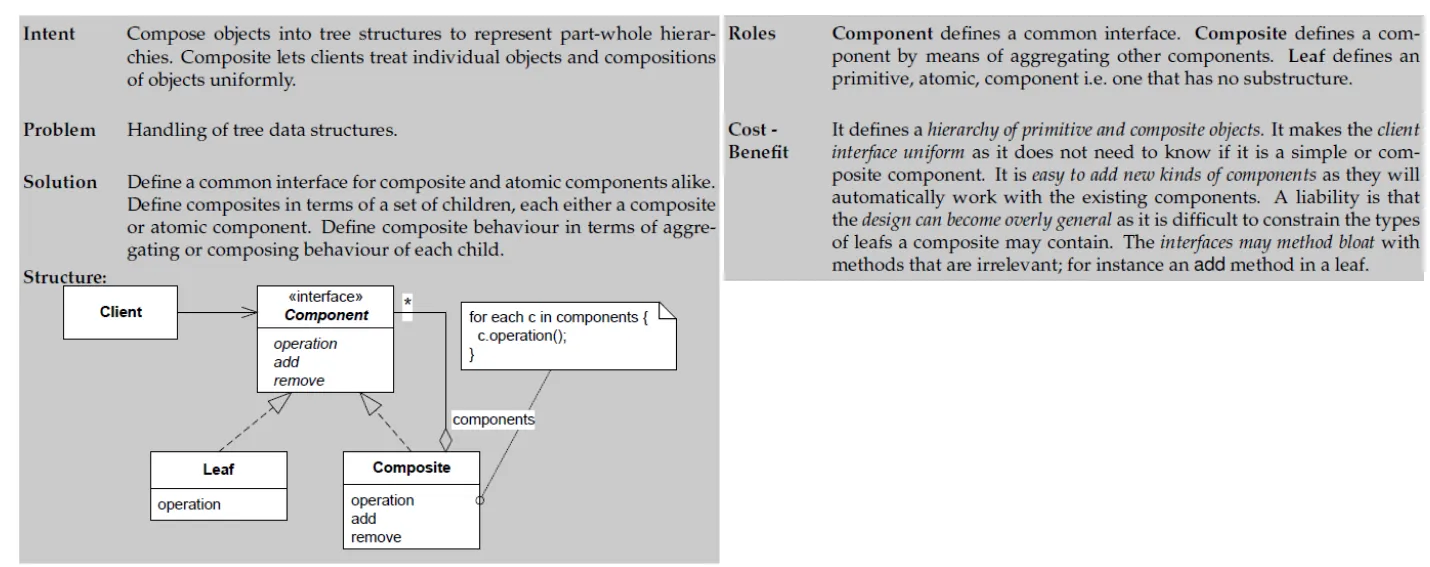 Intent Compose objects into tree structures to represent part-whole hierar-
chies. Composite lets clients treat individual objects and compositions
of objects uniformly.
Problem Handling of tree data structures.
Solution Define a common interface for composite and atomic components alike.
Define composites in terms of a set of children, each either a composite
or atomic component. Define composite behaviour in terms of aggre-
gating or composing behaviour of each child.
Structure:
Client
«interface»
Component
operation
add
remove
*
for each c in components {
c.operation();
}
components
Leaf
operation
Composite
operation
add
remove
Roles Component defines a common interface. Composite defines a com-
ponent by means of aggregating other components. Leaf defines an
primitive, atomic, component i.e. one that has no substructure.
Cost - It defines a hierarchy of primitive and composite objects. It makes the client
Benefit interface uniform as it does not need to know if it is a simple or com-
posite component. It is easy to add new kinds of components as they will
automatically work with the existing components. A liability is that
the design can become overly general as it is difficult to constrain the types
of leafs a composite may contain. The interfaces may method bloat with
methods that are irrelevant; for instance an add method in a leaf.